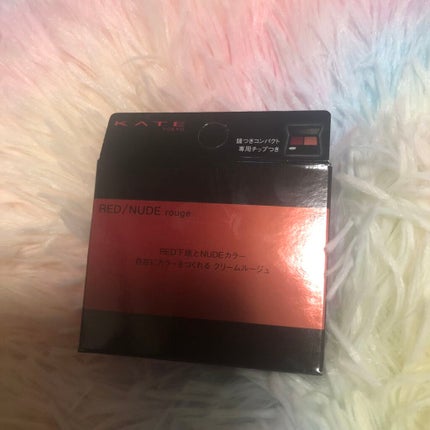 KATE
TOKYO
鏡つきコンパクト
専用チップつき
RED/NUDE rouge
RED下地とNUDEカラー
自在にカラーをつくれる クリームルージュ